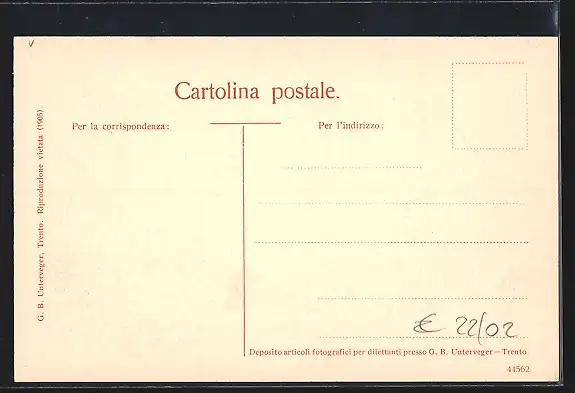 Cartolina postale.
Per la corrispondenza:
Per l'indirizzo:
G. B. Unterveger, Trento. Riproduzione vietata (1905).
€ 22/02
Deposito articoli fotografici per dilettanti presso G. B. Unterveger — Trento
44562